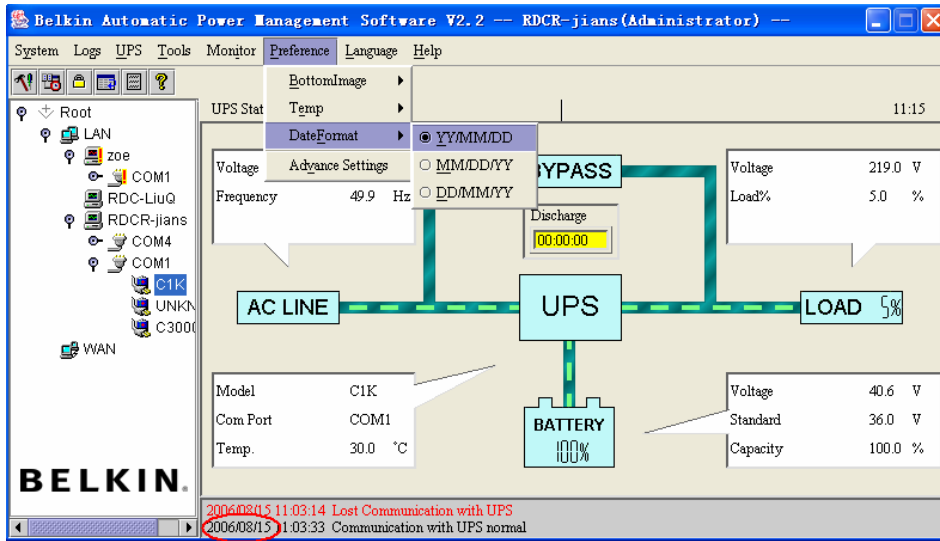 Belkin Automatic Power Management Software V2.2 -- RDCR-jians(Administrator) --
System Logs UPS Tools Monitor Preference Language Help
BottomImage
Temp
DateFormat
Advance Settings
YY/MM/DD
MM/DD/YY
DD/MM/YY
Root
LAN
zoe
COM1
RDC-LiuQ
RDCR-jians
COM4
COM1
C1K
UNKN
C3000
WAN
BELKIN.
UPS Stat
11:15
Voltage
Frequency 49.9 Hz
BYPASS
Discharge
00:00:00
Voltage 219.0 V
Load% 5.0 %
AC LINE
UPS
LOAD 5%
Model C1K
Com Port COM1
Temp. 30.0 °C
BATTERY
100%
Voltage 40.6 V
Standard 36.0 V
Capacity 100.0 %
2006/08/15 11:03:14 Lost Communication with UPS
2006/08/15 11:03:33 Communication with UPS normal